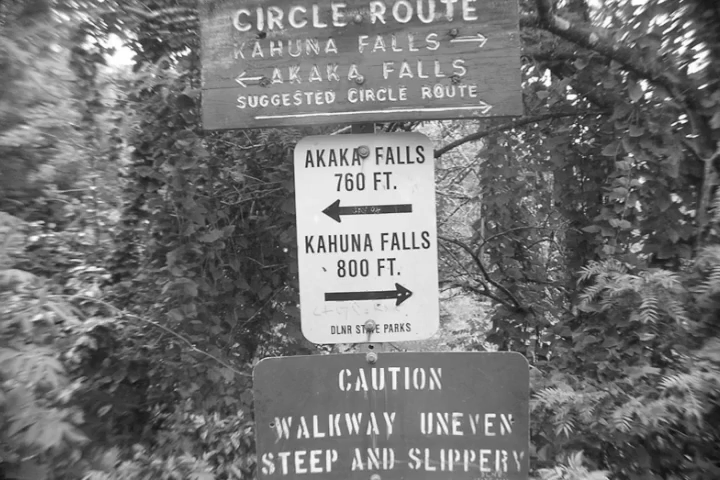 CIRCLE ROUTE
KAHUNA FALLS →
← AKAKA FALLS
SUGGESTED CIRCLE ROUTE
AKAKA FALLS
760 FT.
KAHUNA FALLS
800 FT.
DLNR STATE PARKS
CAUTION
WALKWAY UNEVEN
STEEP AND SLIPPERY